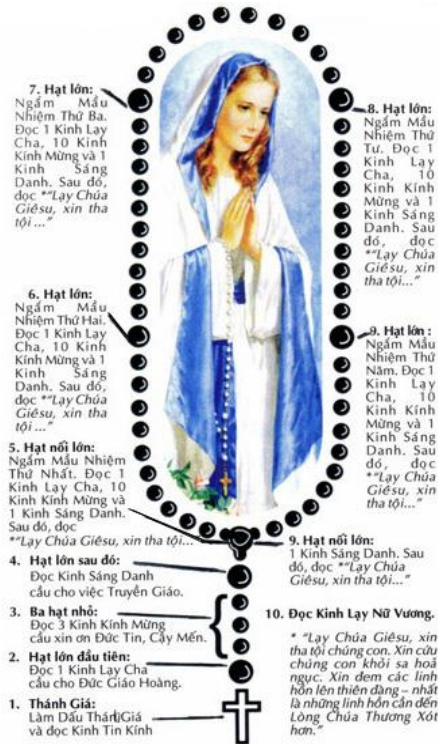 7. Hạt lớn:
Ngắm Mầu
Nhiệm Thứ Ba.
Đọc 1 Kinh Lạy
Cha, 10 Kinh
Kính Mừng và 1
Kinh Sáng
Danh. Sau đó,
đọc *"Lạy Chúa
Giêsu, xin tha
tội ..."
8. Hạt lớn:
Ngắm Mầu
Nhiệm Thứ
Tư. Đọc 1
Kinh Lạy
Cha, 10
Kinh Kính
Mừng và 1
Kinh Sáng
Danh. Sau
đó, đọc
*"Lạy Chúa
Giêsu, xin
tha tội..."
6. Hạt lớn:
Ngắm Mầu
Nhiệm Thứ Hai.
Đọc 1 Kinh Lạy
Cha, 10 Kinh
Kính Mừng và 1
Kinh Sáng
Danh. Sau đó,
đọc *"Lạy Chúa
Giêsu, xin tha
tội..."
9. Hạt lớn :
Ngắm Mầu
Nhiệm Thứ
Năm. Đọc 1
Kinh Lạy
Cha, 10
Kinh Kính
Mừng và 1
Kinh Sáng
Danh. Sau
đó, đọc
*"Lạy Chúa
Giêsu, xin
tha tội..."
5. Hạt nối lớn:
Ngắm Mầu Nhiệm
Thứ Nhất. Đọc 1
Kinh Lạy Cha, 10
Kinh Kính Mừng và
1 Kinh Sáng Danh.
Sau đó, đọc
*"Lạy Chúa Giêsu, xin tha tội...
9. Hạt nối lớn:
1 Kinh Sáng Danh. Sau
đó, đọc *"Lạy Chúa
Giêsu, xin tha tội..."
4. Hạt lớn sau đó:
Đọc Kinh Sáng Danh
cầu cho việc Truyền Giáo.
3. Ba hạt nhỏ:
Đọc 3 Kinh Kính Mừng
cầu xin ơn Đức Tin, Cậy Mến.
2. Hạt lớn đầu tiên:
Đọc 1 Kinh Lạy Cha
cầu cho Đức Giáo Hoàng.
1. Thánh Giá:
Làm Dấu Thánh Giá
và đọc Kinh Tin Kính
10. Đọc Kinh Lạy Nữ Vương.
* "Lạy Chúa Giêsu, xin
tha tội chúng con. Xin cứu
chúng con khỏi sa hoả
ngục. Xin đem các linh
hồn lên thiên đàng – nhất
là những linh hồn cần đến
Lòng Chúa Thương Xót
hơn."